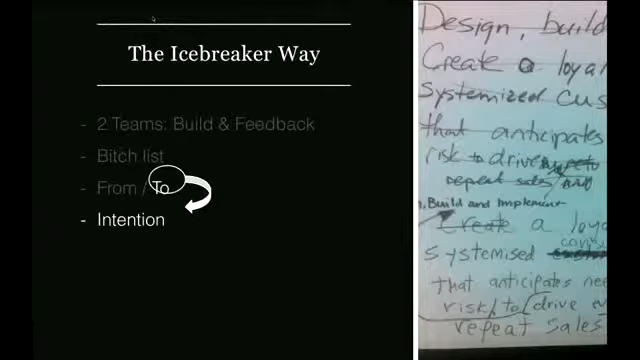 The Icebreaker Way
- 2 Teams: Build & Feedback
- Bitch list
- From / To
- Intention
Design, build
Create a loyal
systemized cus
that anticipates
risk to drive
repeat sales
, Build and Implement
Create a loya
systemised
that anticipates nee
risk, to drive
repeat sales